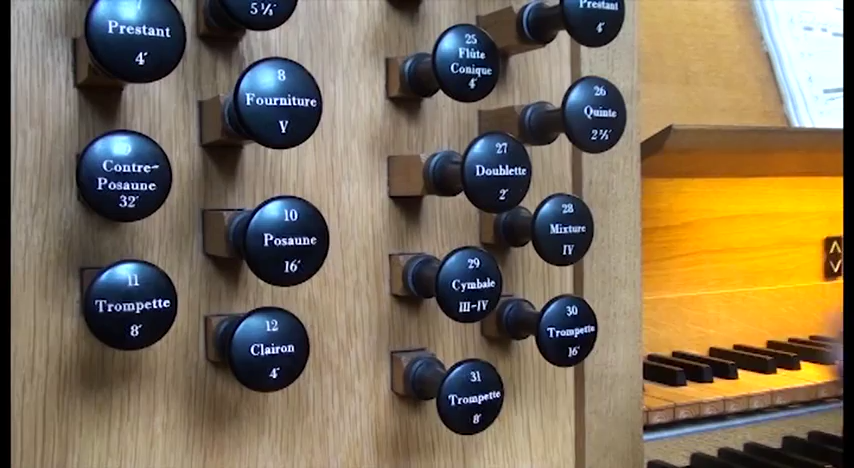 Prestant
4'
5⅓'
8
Fourniture
V
9
Contre-
Posaune
32'
10
Posaune
16'
11
Trompette
8'
12
Clairon
4'
Prestant
4'
25
Flûte
Conique
4'
26
Quinte
2⅔'
27
Doublette
2'
28
Mixture
IV
29
Cymbale
III-IV
30
Trompette
16'
31
Trompette
8'